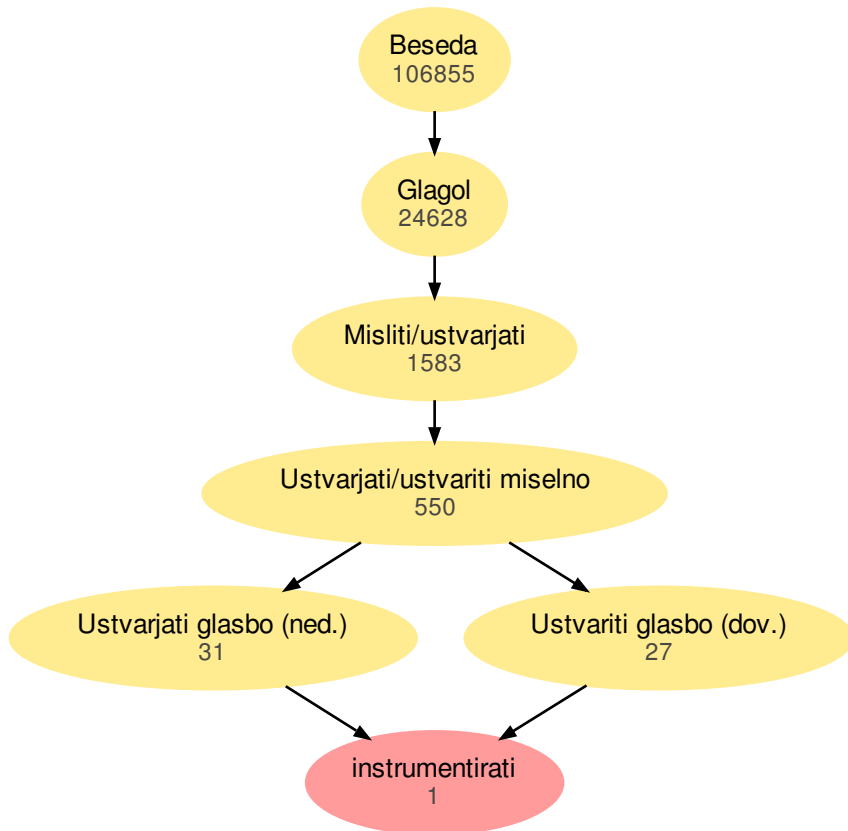 Beseda
106855
Glagol
24628
Misliti/ustvarjati
1583
Ustvarjati/ustvariti miselno
550
Ustvarjati glasbo (ned.)
31
Ustvariti glasbo (dov.)
27
instrumentirati
1